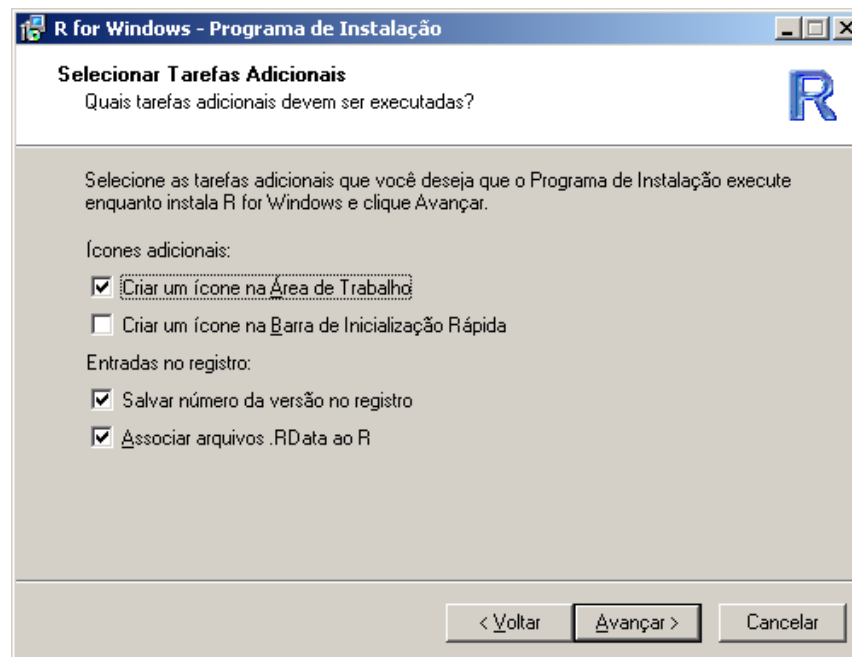 R for Windows - Programa de Instalação
Selecionar Tarefas Adicionais
Quais tarefas adicionais devem ser executadas?
R
Selecione as tarefas adicionais que você deseja que o Programa de Instalação execute
enquanto instala R for Windows e clique Avançar.
Ícones adicionais:
Criar um ícone na Área de Trabalho
Criar um ícone na Barra de Inicialização Rápida
Entradas no registro:
Salvar número da versão no registro
Associar arquivos .RData ao R
< Voltar
Avançar >
Cancelar